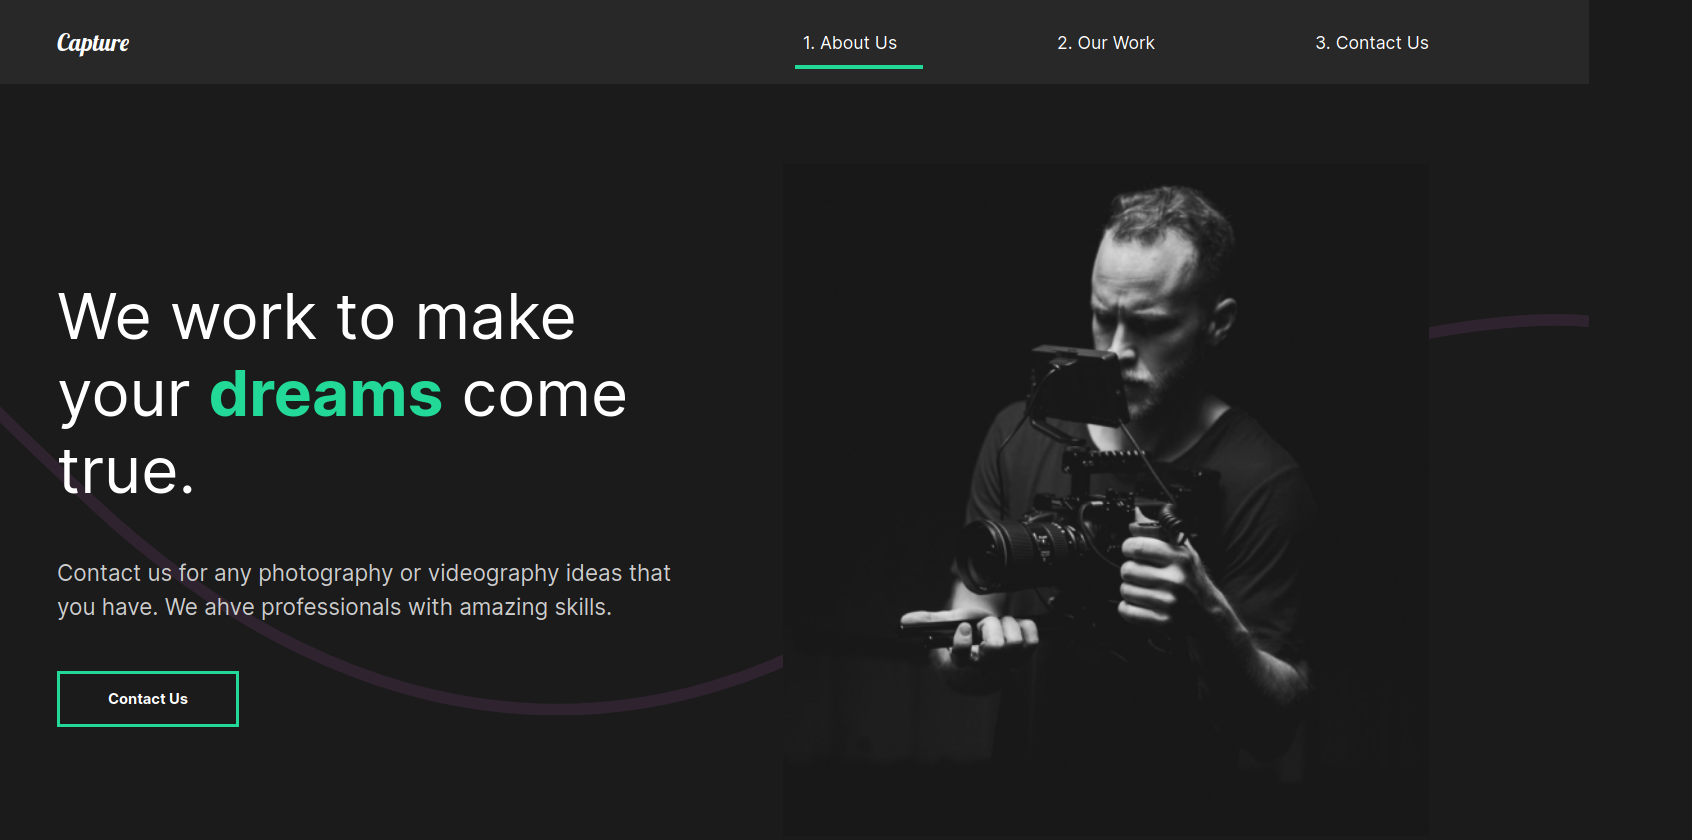 Capture
1. About Us
2. Our Work
3. Contact Us
We work to make
your dreams come
true.
Contact us for any photography or videography ideas that
you have. We ahve professionals with amazing skills.
Contact Us